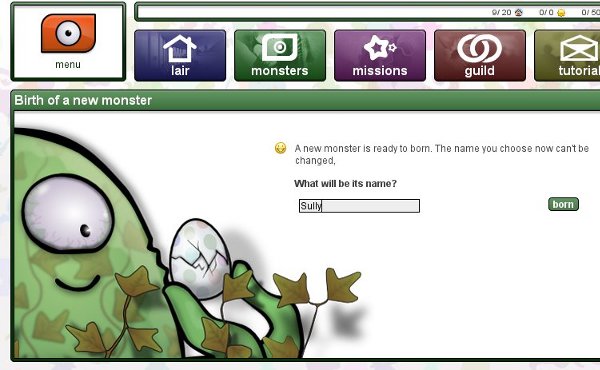 9/ 20
0/ 0
0/ 50
menu
lair
monsters
missions
guild
tutorial
Birth of a new monster
A new monster is ready to born. The name you choose now can't be
changed,
What will be its name?
Sully
born